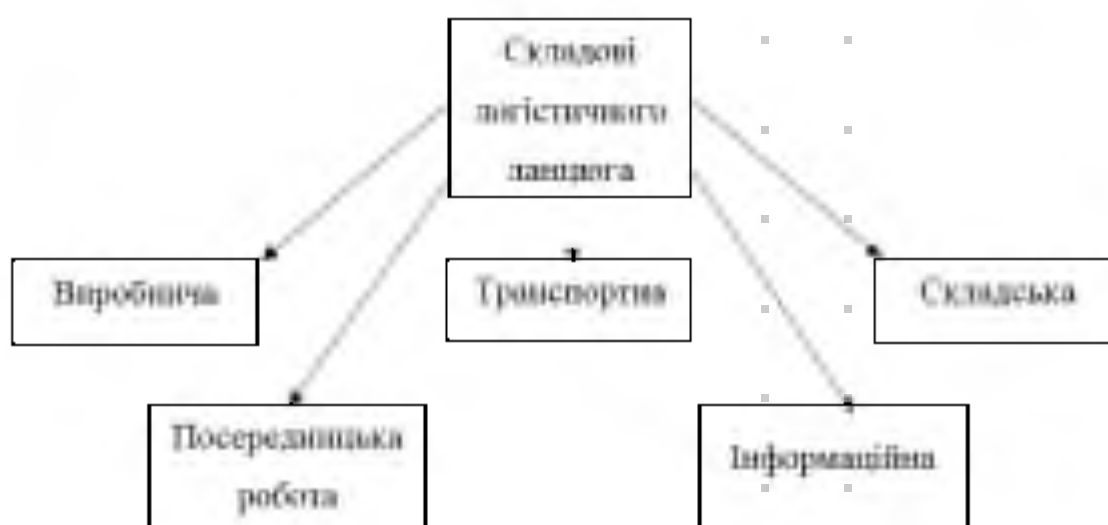 Складові
логістичного
ланцюга
Виробнича
Транспортна
Складська
Посередницька
робота
Інформаційна